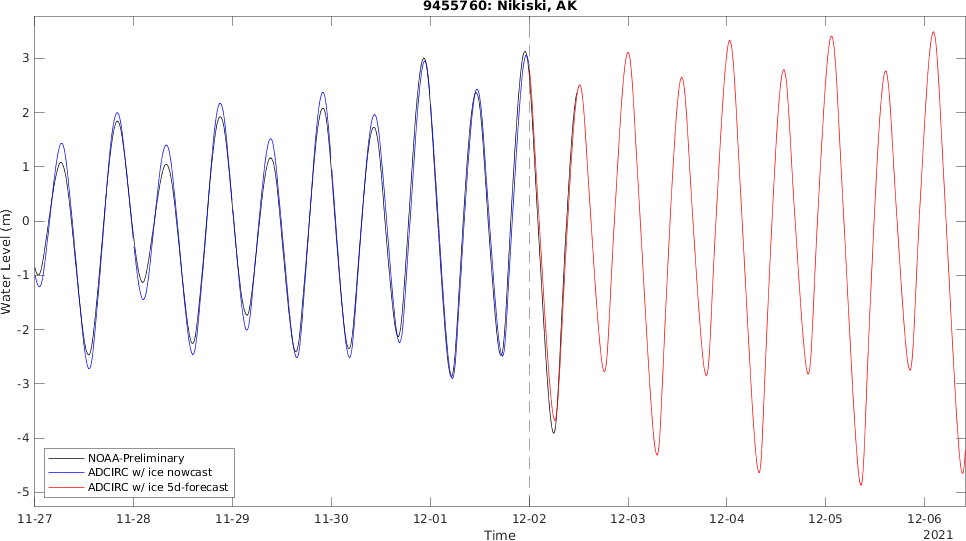 9455760: Nikiski, AK
Water Level (m)
3
2
1
0
-1
-2
-3
-4
-5
NOAA-Preliminary
ADCIRC w/ ice nowcast
ADCIRC w/ ice 5d-forecast
11-27 11-28 11-29 11-30 12-01 12-02 12-03 12-04 12-05 12-06
Time
2021